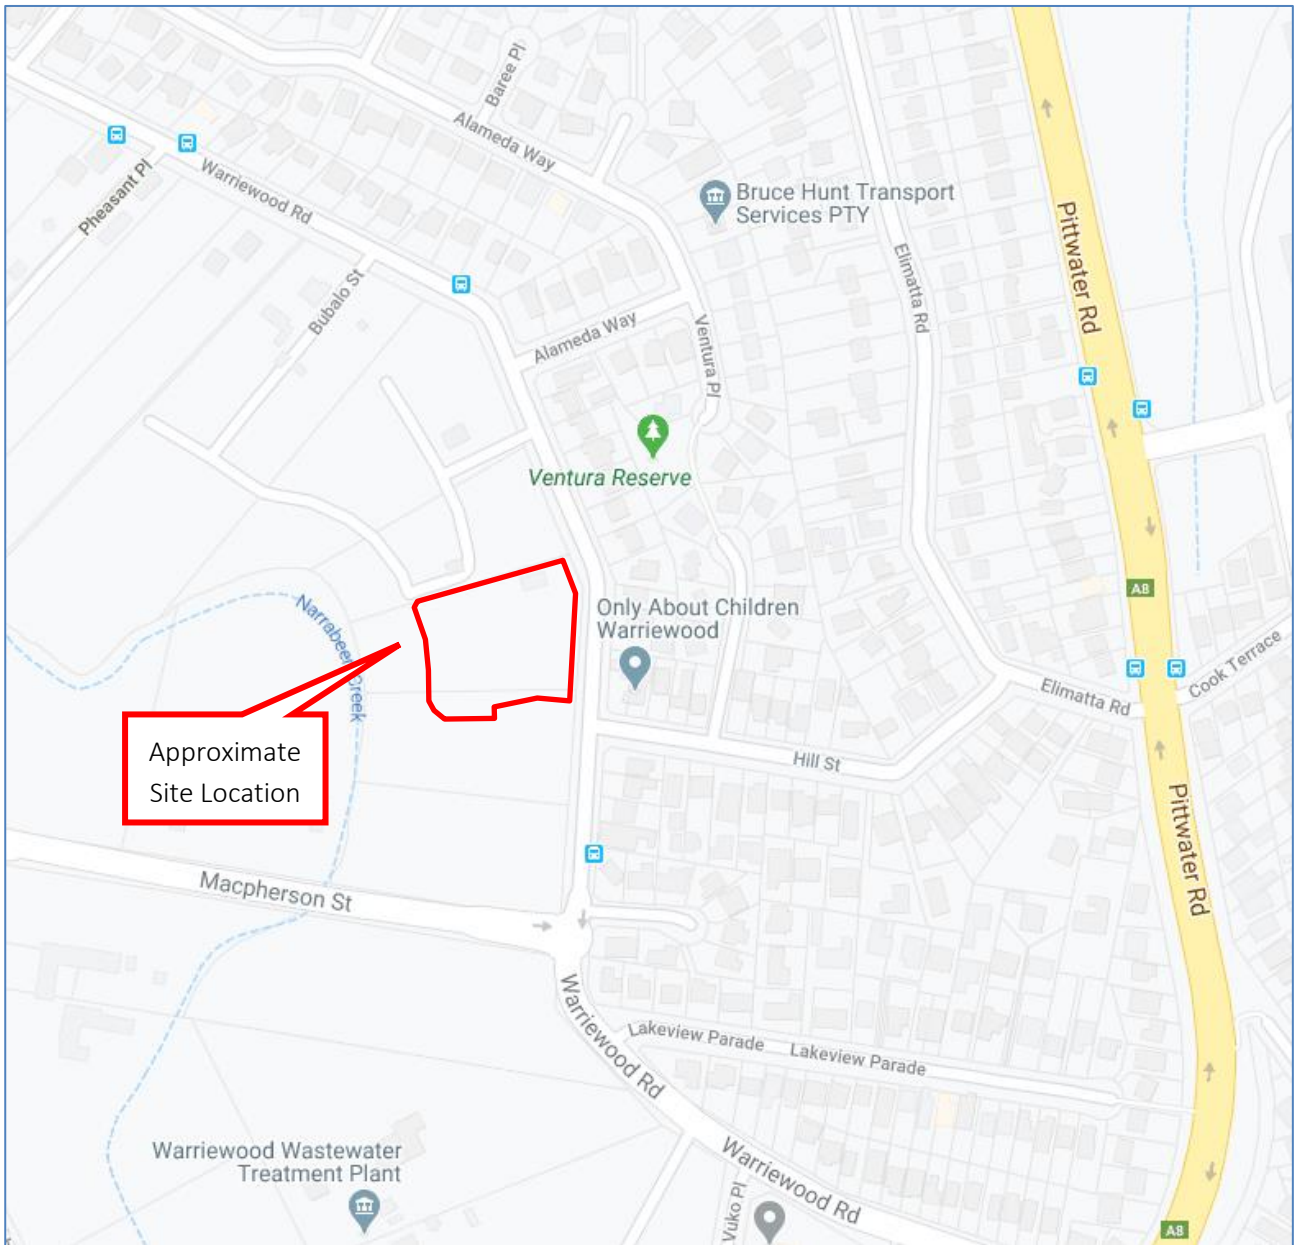 Baree Pl
Alameda Way
Pheasant Pl
Warriewood Rd
Bruce Hunt Transport
Services PTY
Pittwater Rd
Elimatta Rd
Bubalo St
Alameda Way
Ventura Pl
Ventura Reserve
A8
Narrabeen Creek
Only About Children
Warriewood
Cook Terrace
Elimatta Rd
Approximate
Site Location
Hill St
Pittwater Rd
Macpherson St
Warriewood Rd
Lakeview Parade
Lakeview Parade
Warriewood Wastewater
Treatment Plant
Warriewood Rd
Vuko Pl
A8